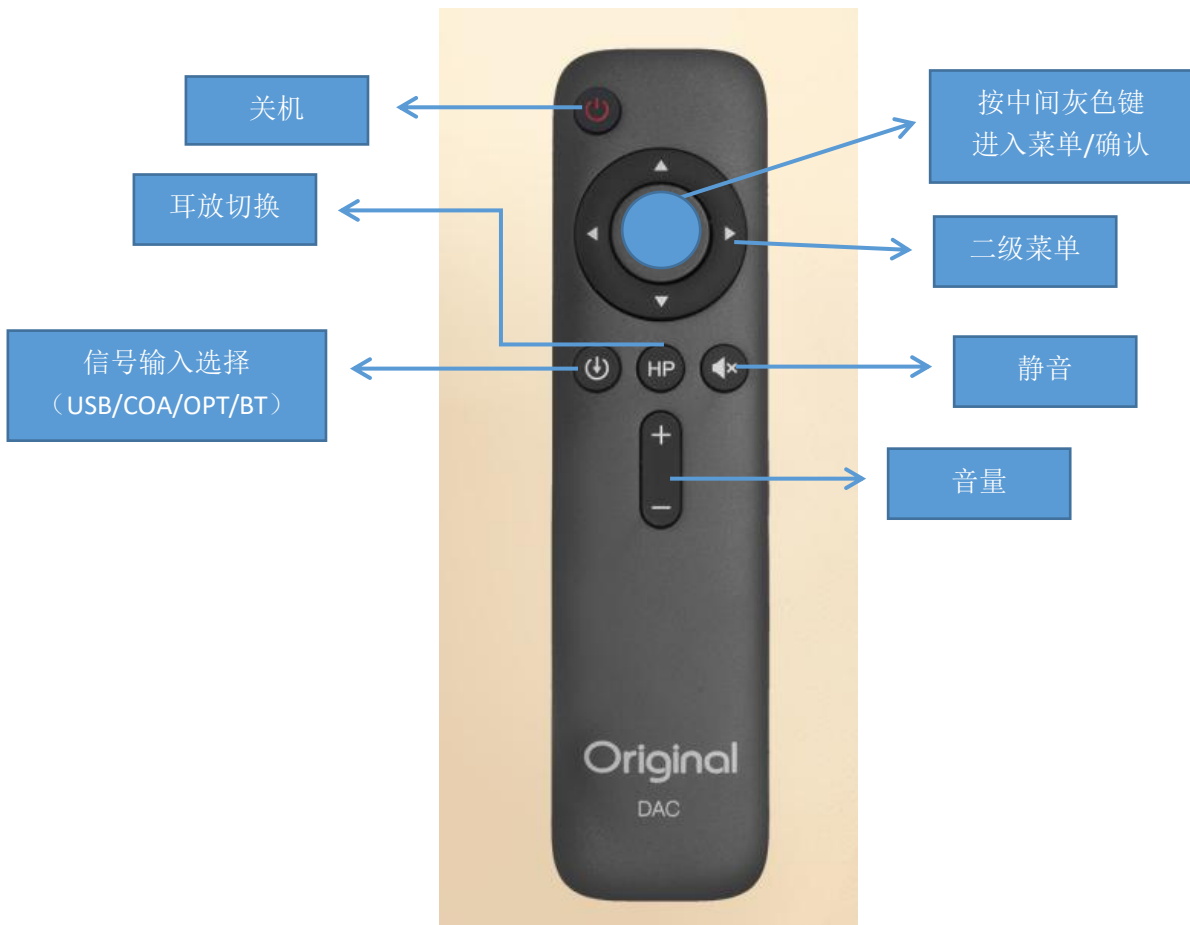 关机
按中间灰色键
进入菜单/确认
耳放切换
二级菜单
信号输入选择
（USB/COA/OPT/BT）
HP
静音
+
音量
−
Original
DAC